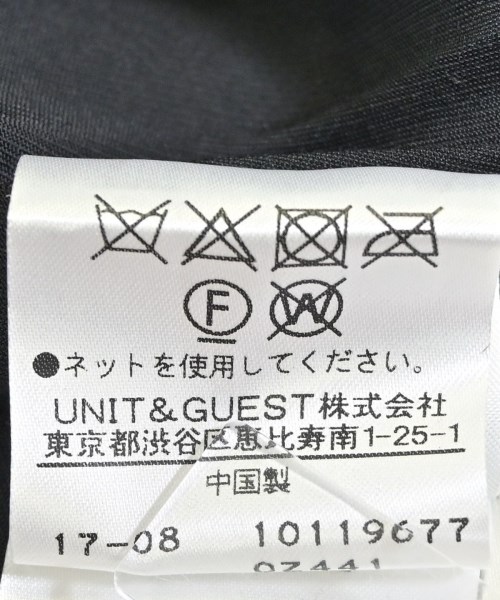 F W
●ネットを使用してください。
UNIT&GUEST株式会社
東京都渋谷区恵比寿南1-25-1
中国製
17-08 10119677